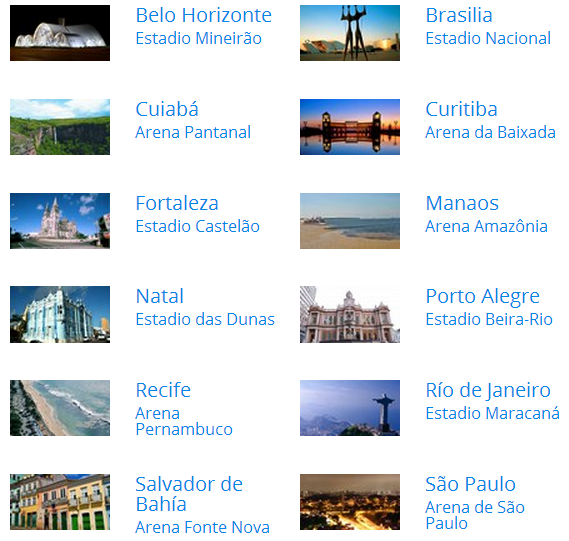 Belo Horizonte
Estadio Mineirão
Brasilia
Estadio Nacional
Cuiabá
Arena Pantanal
Curitiba
Arena da Baixada
Fortaleza
Estadio Castelão
Manaos
Arena Amazônia
Natal
Estadio das Dunas
Porto Alegre
Estadio Beira-Rio
Recife
Arena
Pernambuco
Río de Janeiro
Estadio Maracaná
Salvador de
Bahía
Arena Fonte Nova
São Paulo
Arena de São
Paulo